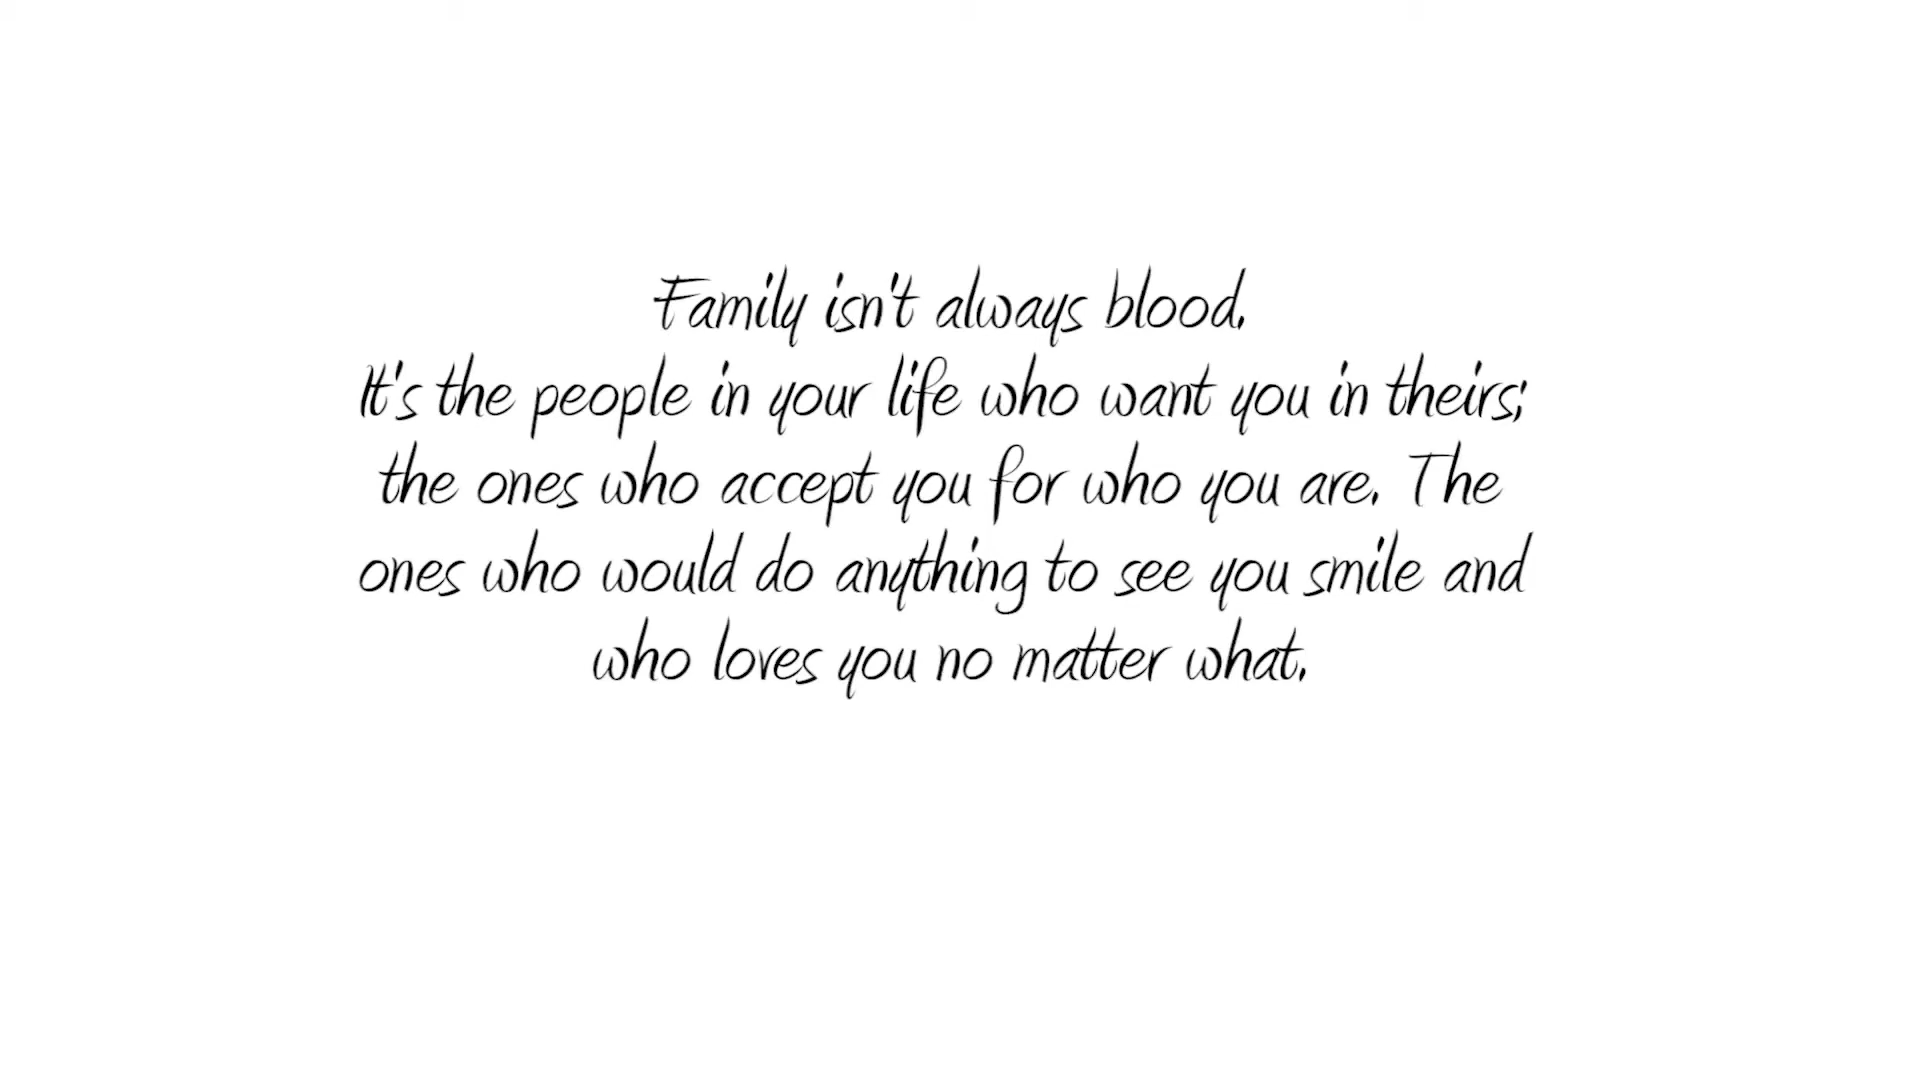 Family isn't always blood.
It's the people in your life who want you in theirs;
the ones who accept you for who you are. The
ones who would do anything to see you smile and
who loves you no matter what.